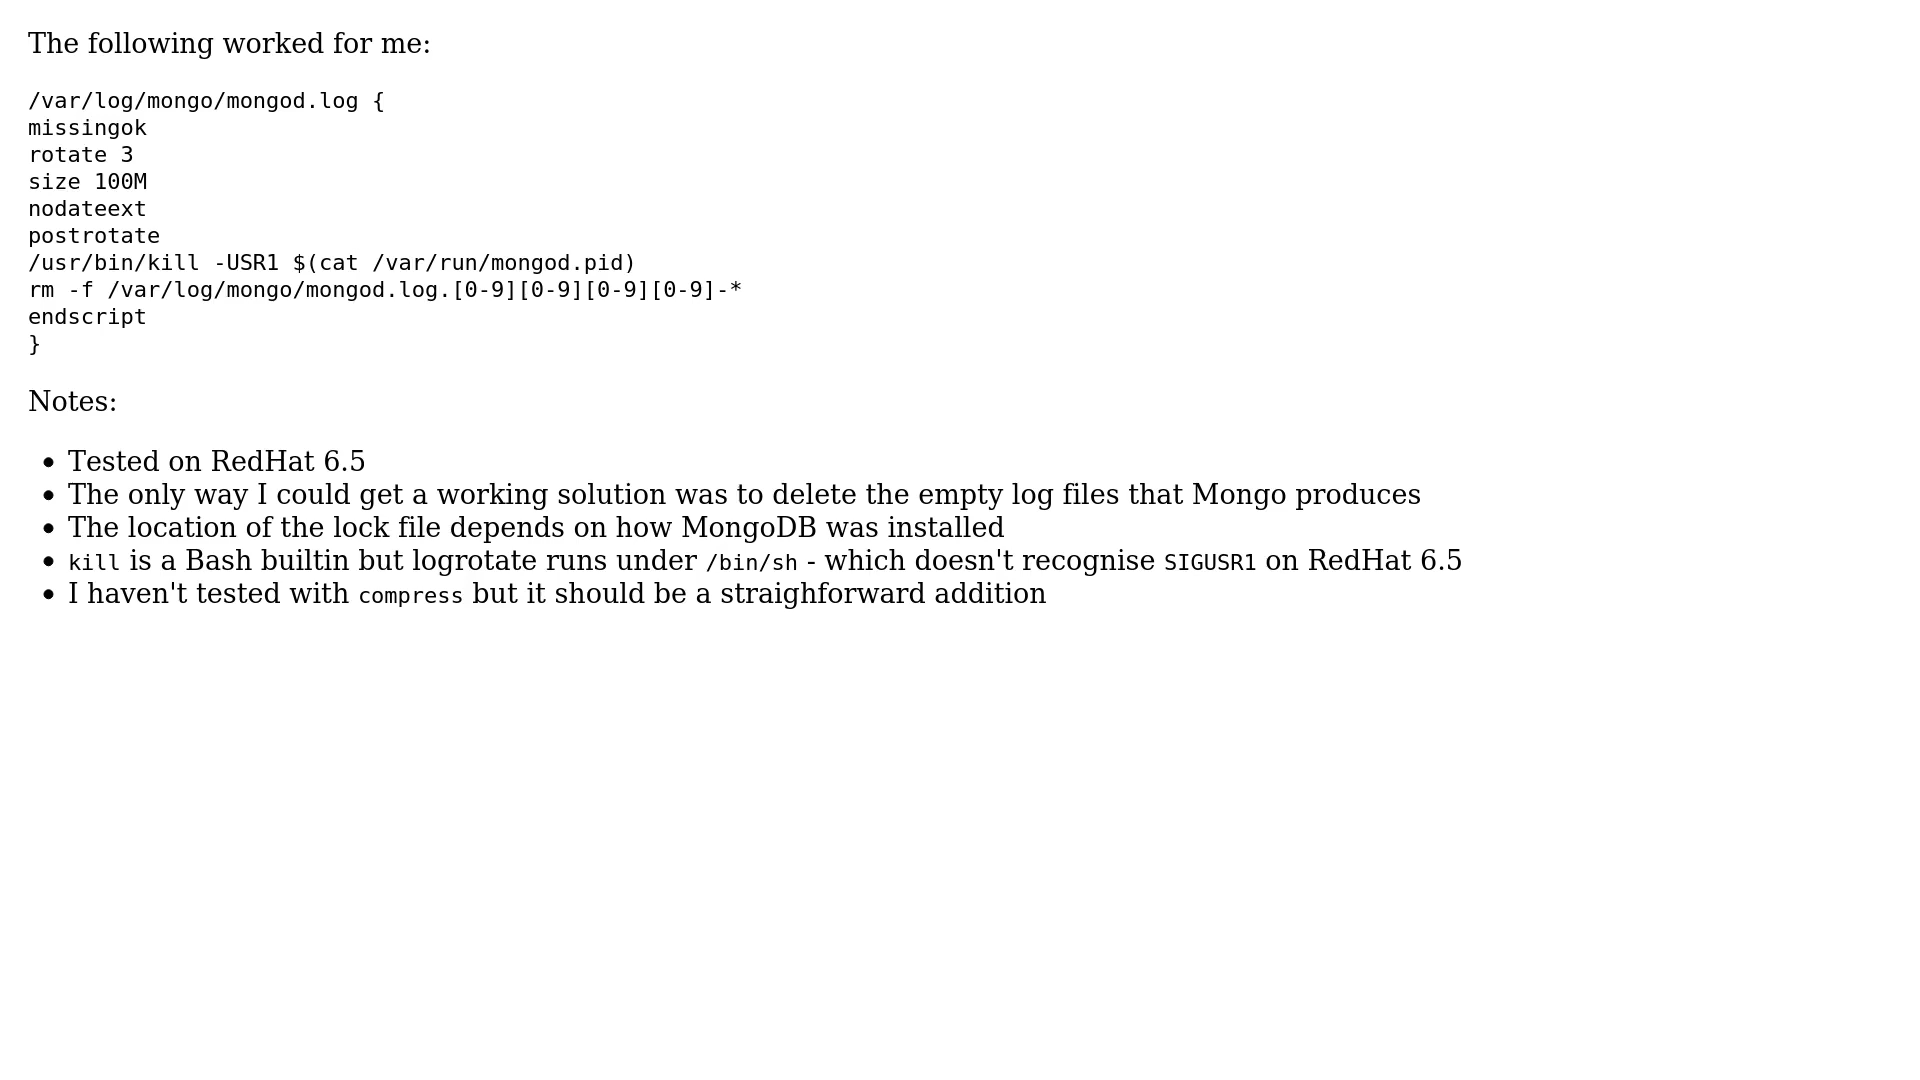 The following worked for me:
/var/log/mongo/mongod.log {
missingok
rotate 3
size 100M
nodateext
postrotate
/usr/bin/kill -USR1 $(cat /var/run/mongod.pid)
rm -f /var/log/mongo/mongod.log.[0-9][0-9][0-9][0-9]-*
endscript
}
Notes:
• Tested on RedHat 6.5
• The only way I could get a working solution was to delete the empty log files that Mongo produces
• The location of the lock file depends on how MongoDB was installed
• kill is a Bash builtin but logrotate runs under /bin/sh - which doesn't recognise SIGUSR1 on RedHat 6.5
• I haven't tested with compress but it should be a straighforward addition